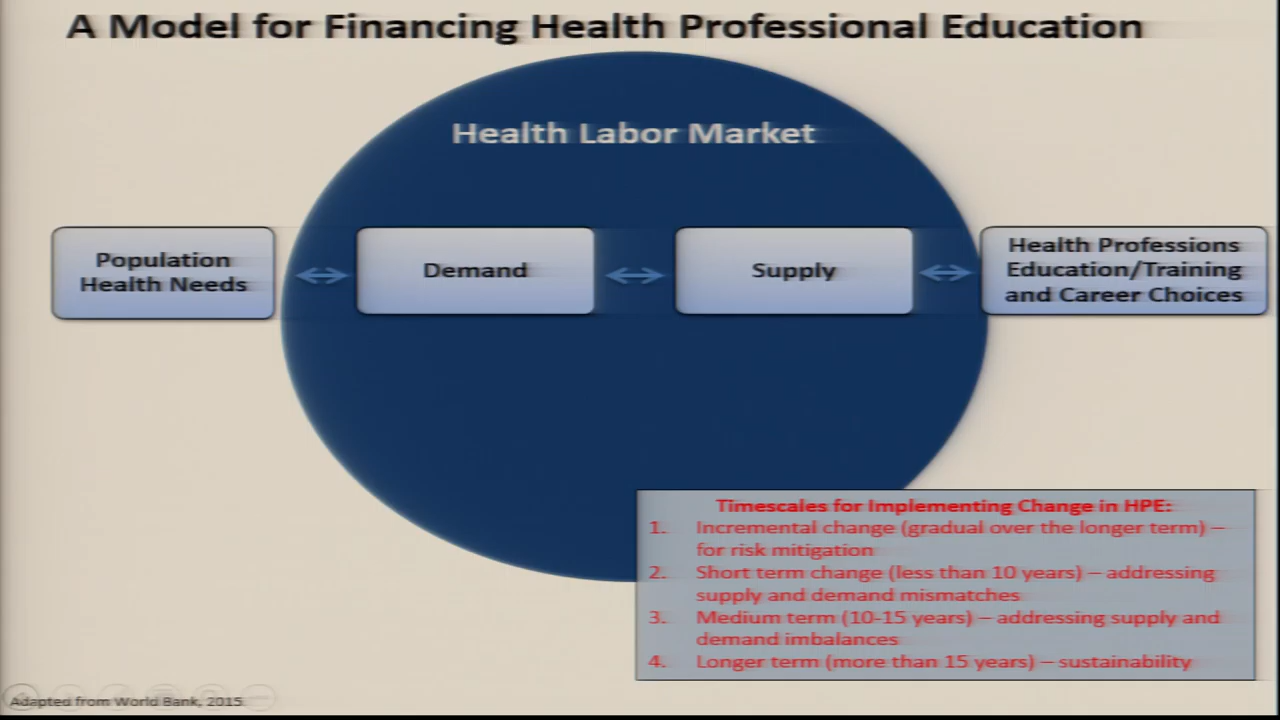 A Model for Financing Health Professional Education
Health Labor Market
Population
Health Needs
Demand
Supply
Health Professions
Education/Training
and Career Choices
Timescales for Implementing Change in HPE:
1. Incremental change (gradual over the longer term) –
for risk mitigation
2. Short term change (less than 10 years) – addressing
supply and demand mismatches
3. Medium term (10-15 years) – addressing supply and
demand imbalances
4. Longer term (more than 15 years) – sustainability
Adapted from World Bank, 2015